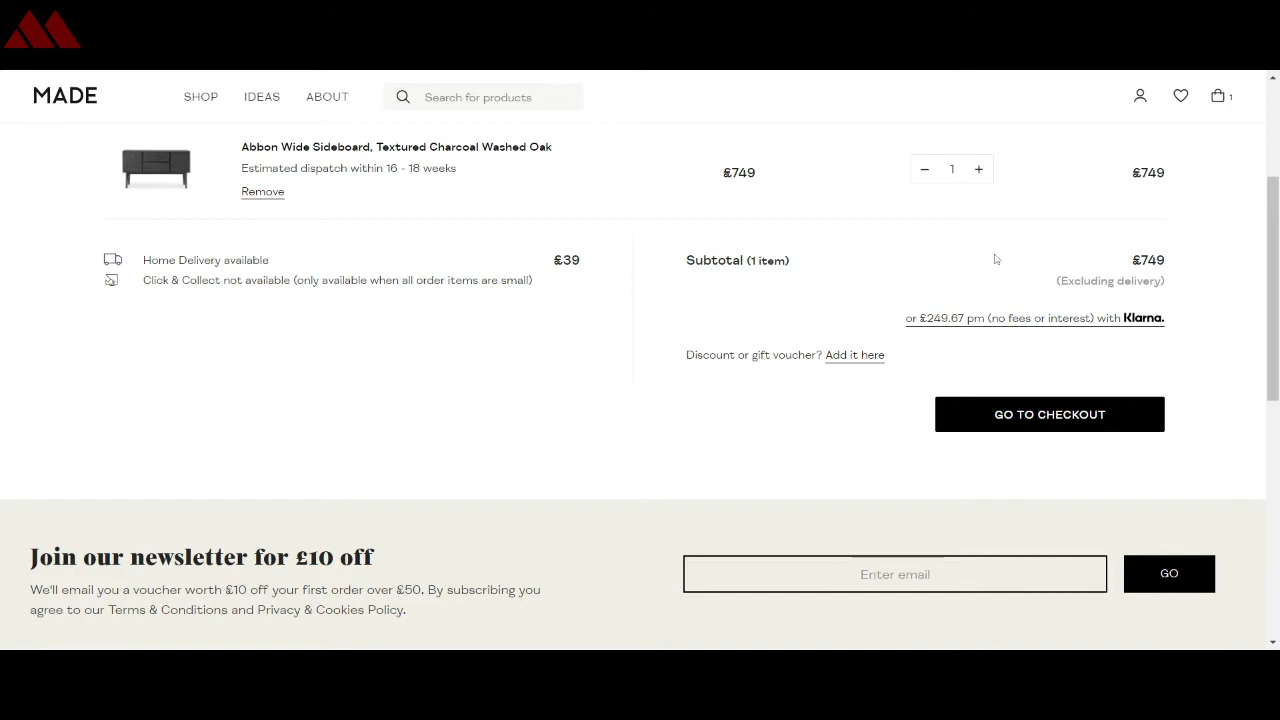 MADE
SHOP IDEAS ABOUT Search for products 1
Abbon Wide Sideboard, Textured Charcoal Washed Oak
Estimated dispatch within 16 - 18 weeks
Remove
£749
− 1 +
£749
Home Delivery available £39
Click & Collect not available (only available when all order items are small)
Subtotal (1 item) £749
(Excluding delivery)
or £249.67 pm (no fees or interest) with Klarna.
Discount or gift voucher? Add it here
GO TO CHECKOUT
Join our newsletter for £10 off
We'll email you a voucher worth £10 off your first order over £50. By subscribing you
agree to our Terms & Conditions and Privacy & Cookies Policy.
Enter email
GO